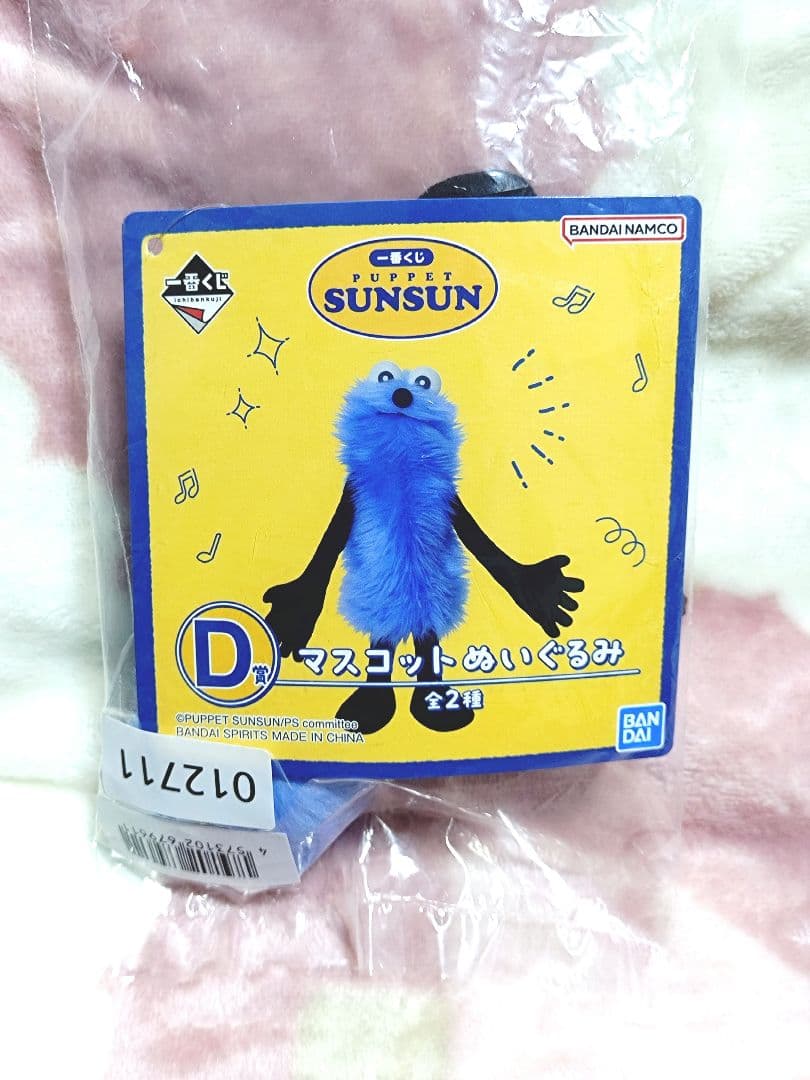 一番くじ
ichibankuji
一番くじ
PUPPET
SUNSUN
BANDAI NAMCO
D賞
マスコットぬいぐるみ
全2種
©PUPPET SUNSUN/PS committee
BANDAI SPIRITS MADE IN CHINA
BAN
DAI
012711